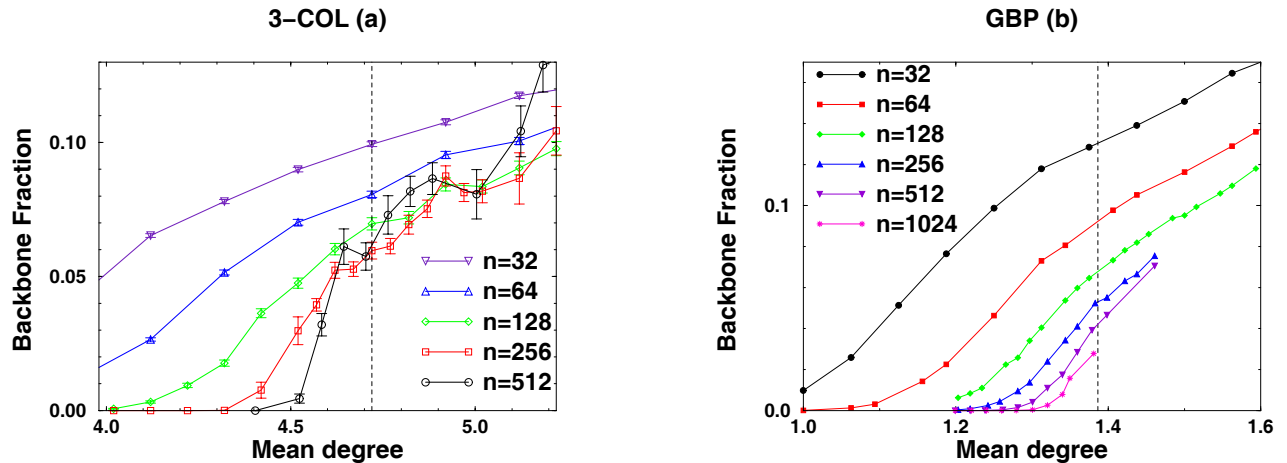 3−COL (a)
Backbone Fraction
0.10
0.05
0.00
4.0
4.5
5.0
Mean degree
n=32
n=64
n=128
n=256
n=512
GBP (b)
Backbone Fraction
0.1
0.0
1.0
1.2
1.4
1.6
Mean degree
n=32
n=64
n=128
n=256
n=512
n=1024